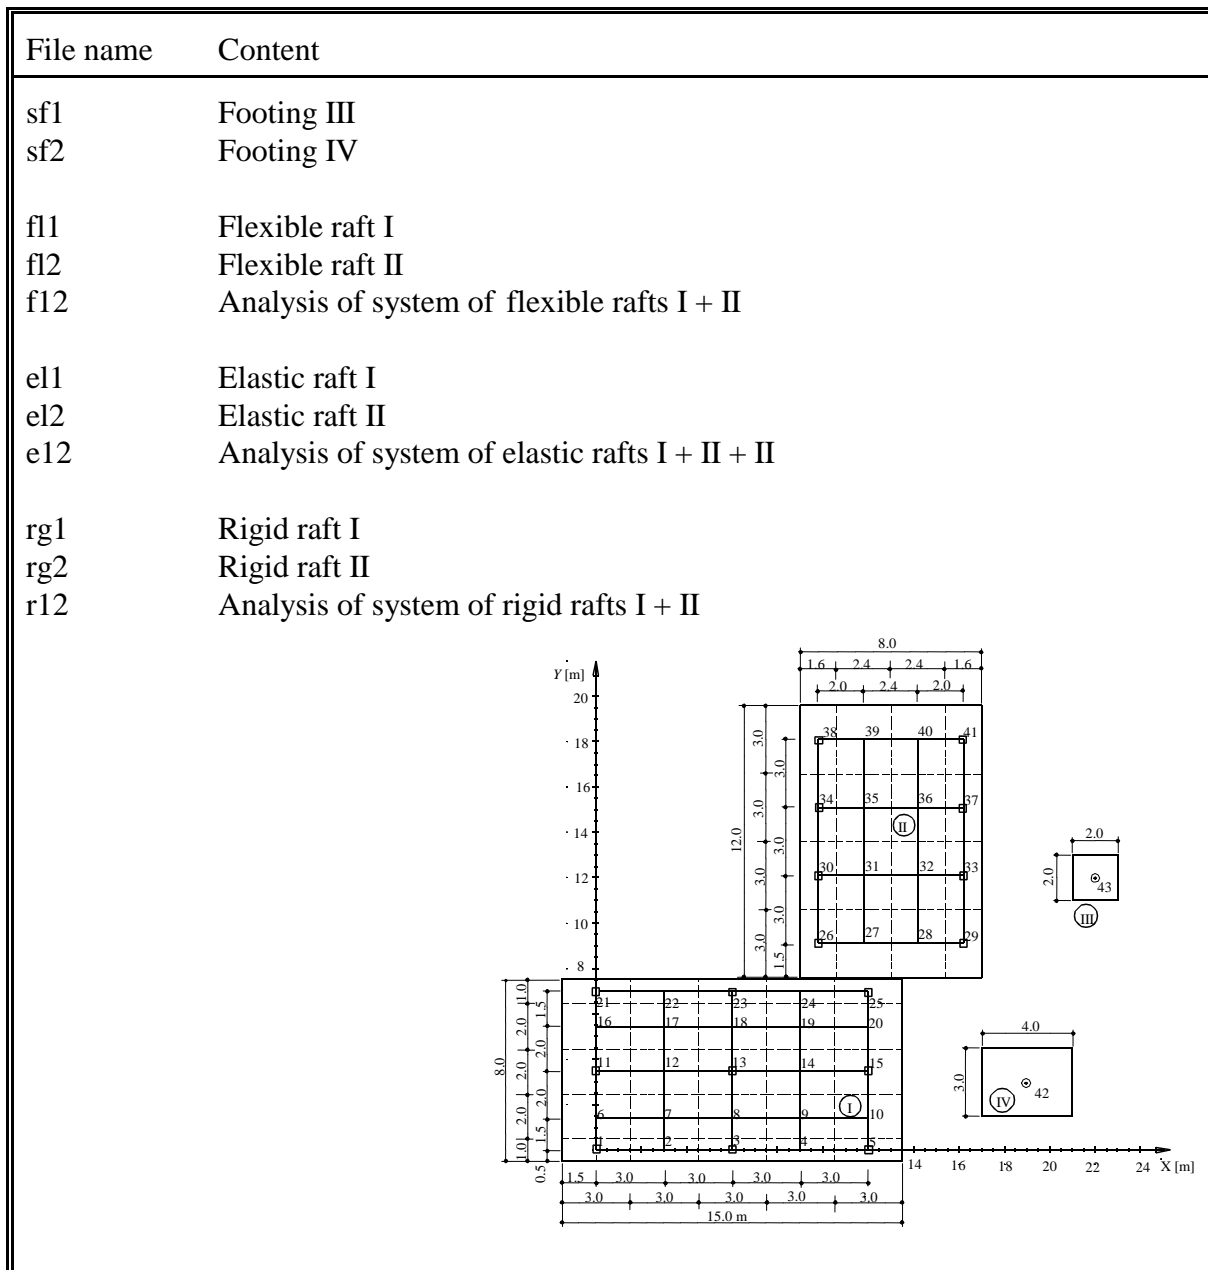 File name Content
sf1 Footing III
sf2 Footing IV
fl1 Flexible raft I
fl2 Flexible raft II
f12 Analysis of system of flexible rafts I + II
el1 Elastic raft I
el2 Elastic raft II
e12 Analysis of system of elastic rafts I + II + II
rg1 Rigid raft I
rg2 Rigid raft II
r12 Analysis of system of rigid rafts I + II
8.0
Y [m]
1.6 2.4 2.4 1.6
20
2.0 2.4 2.0
18
38 39 40 41
3.0
3.0
16
34 35 36 37
3.0
II
14
12.0
3.0
2.0
12
30 31 32 33
3.0
2.0
43
III
10
3.0
26 27 28 29
3.0
1.5
8
1.0
1.5
21 22 23 24 25
16 17 18 19 20
2.0
2.0
4.0
8.0
11 12 13 14 15
2.0
3.0
42
IV
2.0
I
6 7 8 9 10
2.0
1.5
1.0
1 2 3 4 5
0.5
14 16 18 20 22 24 X [m]
1.5 3.0 3.0 3.0 3.0
3.0 3.0 3.0 3.0 3.0
15.0 m